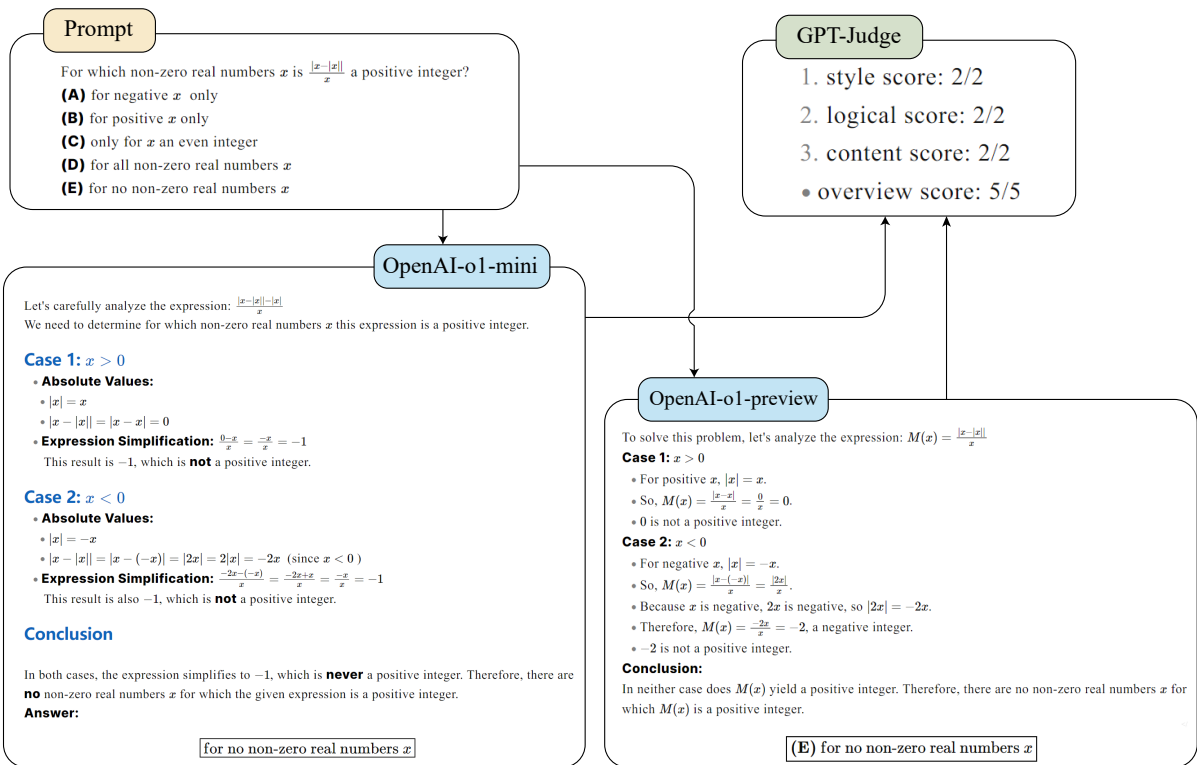 Prompt
For which non-zero real numbers x is |x−|x||/x a positive integer?
(A) for negative x only
(B) for positive x only
(C) only for x an even integer
(D) for all non-zero real numbers x
(E) for no non-zero real numbers x
GPT-Judge
1. style score: 2/2
2. logical score: 2/2
3. content score: 2/2
• overview score: 5/5
OpenAI-o1-mini
Let's carefully analyze the expression: |x−|x||−|x|/x
We need to determine for which non-zero real numbers x this expression is a positive integer.
Case 1: x > 0
• Absolute Values:
• |x| = x
• |x − |x|| = |x − x| = 0
• Expression Simplification: 0−x/x = −x/x = −1
This result is −1, which is not a positive integer.
Case 2: x < 0
• Absolute Values:
• |x| = −x
• |x − |x|| = |x − (−x)| = |2x| = 2|x| = −2x (since x < 0 )
• Expression Simplification: −2x−(−x)/x = −2x+x/x = −x/x = −1
This result is also −1, which is not a positive integer.
Conclusion
In both cases, the expression simplifies to −1, which is never a positive integer. Therefore, there are
no non-zero real numbers x for which the given expression is a positive integer.
Answer:
for no non-zero real numbers x
OpenAI-o1-preview
To solve this problem, let's analyze the expression: M(x) = |x−|x||/x
Case 1: x > 0
• For positive x, |x| = x.
• So, M(x) = |x−x|/x = 0/x = 0.
• 0 is not a positive integer.
Case 2: x < 0
• For negative x, |x| = −x.
• So, M(x) = |x−(−x)|/x = |2x|/x.
• Because x is negative, 2x is negative, so |2x| = −2x.
• Therefore, M(x) = −2x/x = −2, a negative integer.
• −2 is not a positive integer.
Conclusion:
In neither case does M(x) yield a positive integer. Therefore, there are no non-zero real numbers x for
which M(x) is a positive integer.
(E) for no non-zero real numbers x